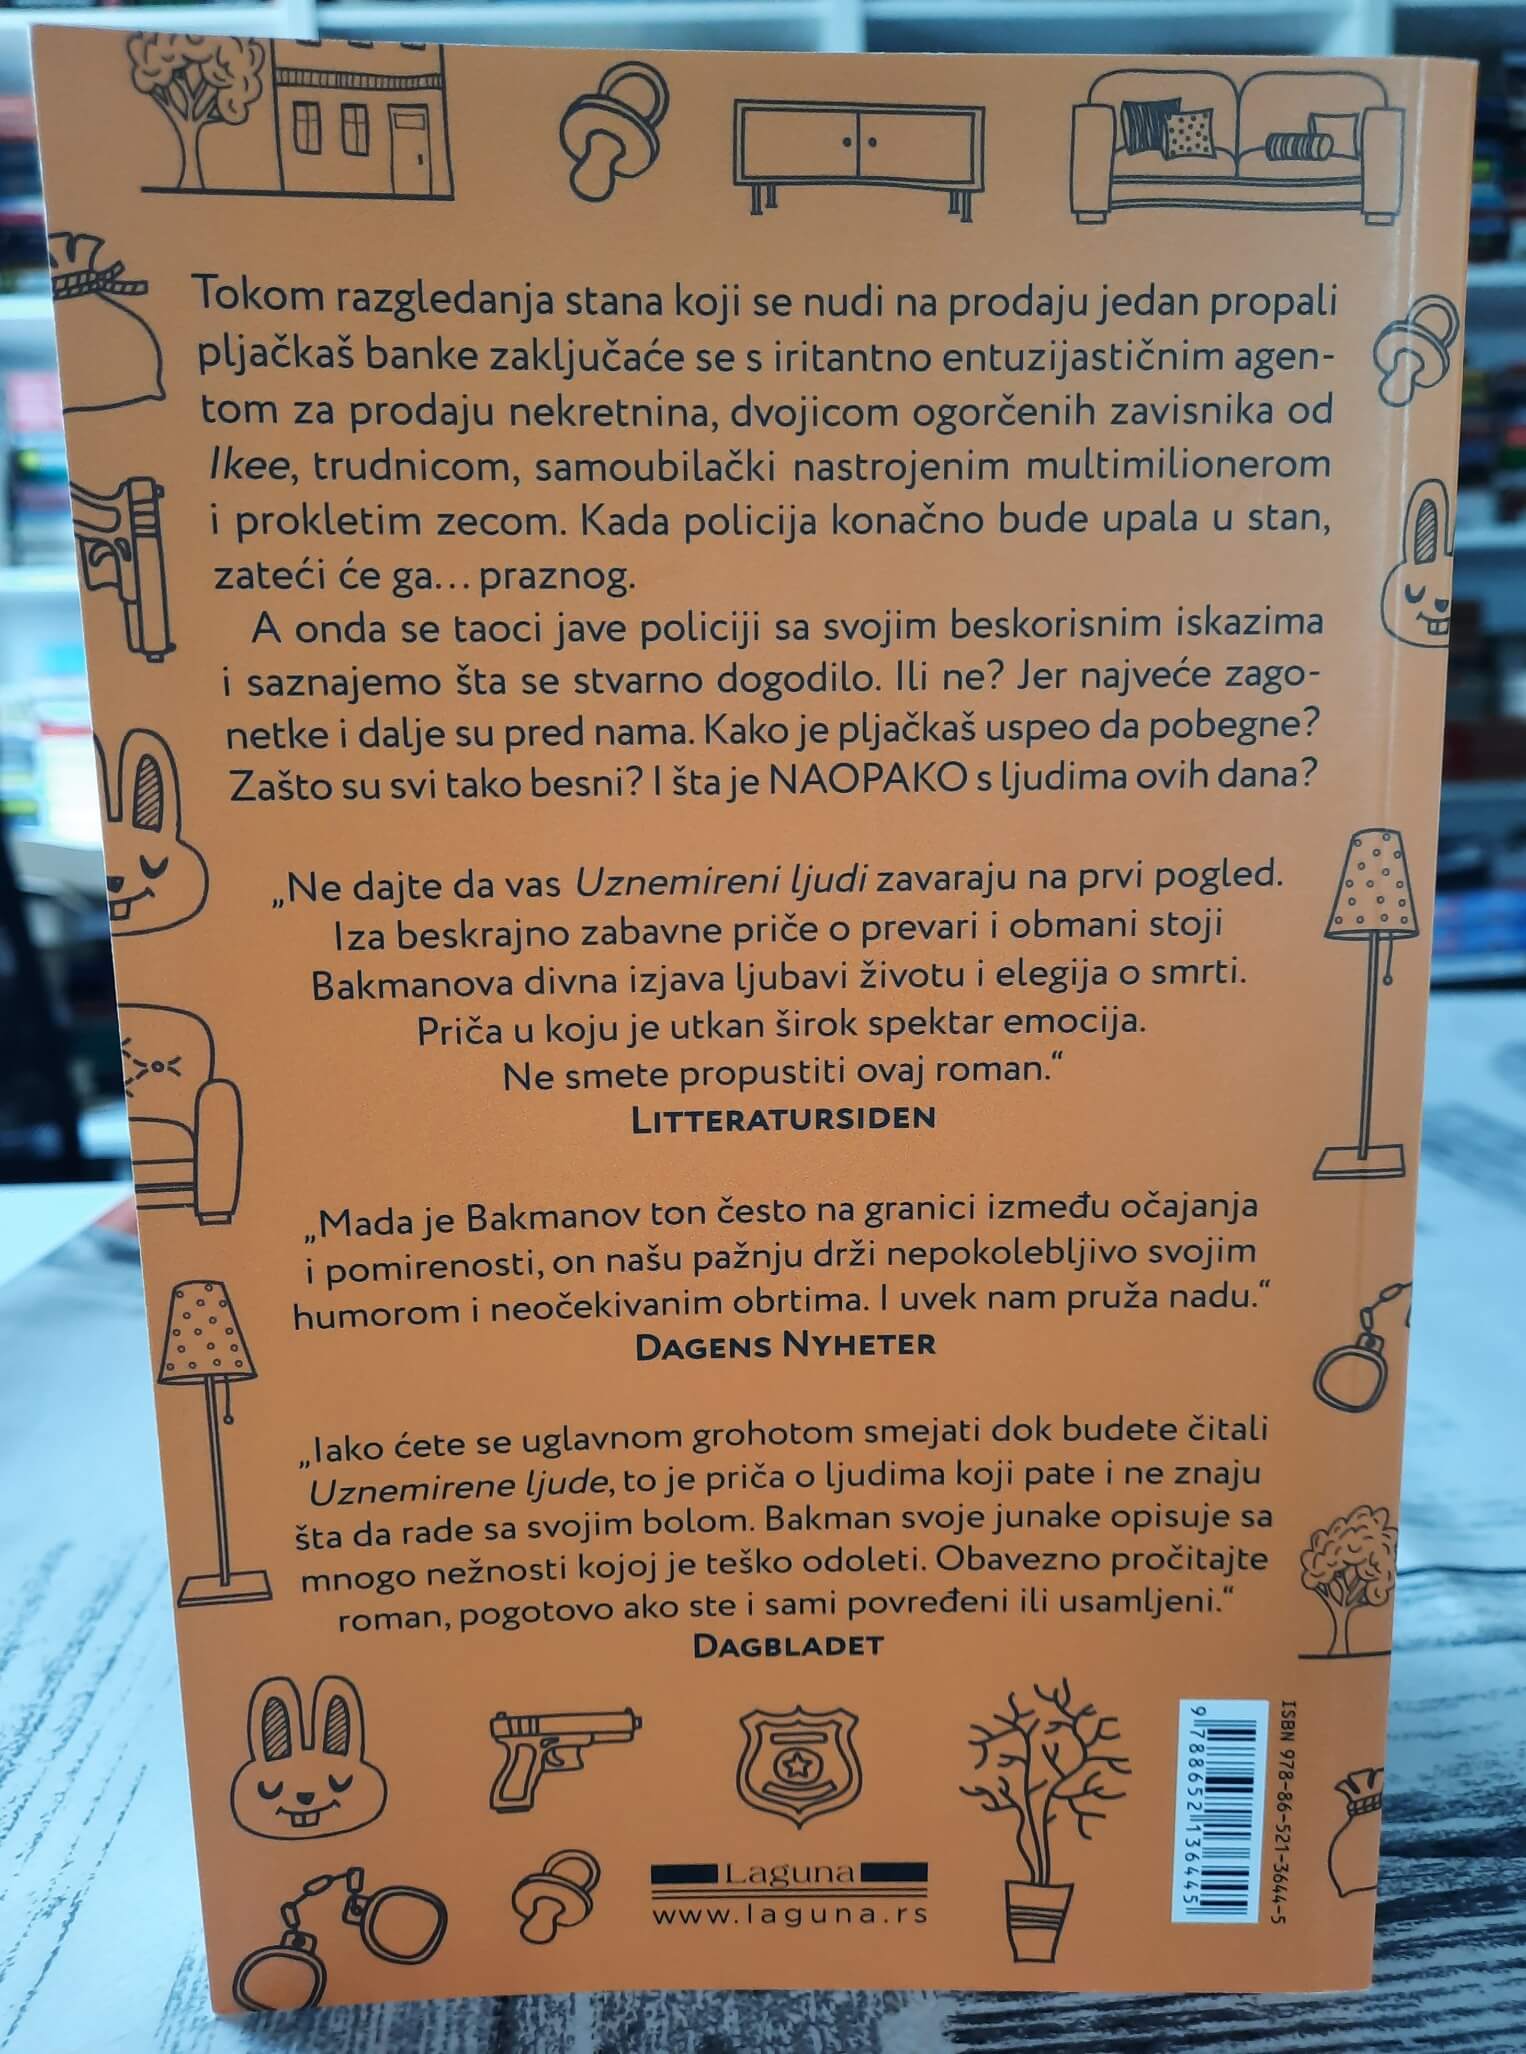 Tokom razgledanja stana koji se nudi na prodaju jedan propali
pljačkaš banke zaključaće se s iritantno entuzijastičnim agen-
tom za prodaju nekretnina, dvojicom ogorčenih zavisnika od
Ikee, trudnicom, samoubilački nastrojenim multimilionerom
i prokletim zecom. Kada policija konačno bude upala u stan,
zateći će ga... praznog.
A onda se taoci jave policiji sa svojim beskorisnim iskazima
i saznajemo šta se stvarno dogodilo. Ili ne? Jer najveće zago-
netke i dalje su pred nama. Kako je pljačkaš uspeo da pobegne?
Zašto su svi tako besni? I šta je NAOPAKO s ljudima ovih dana?
„Ne dajte da vas Uznemireni ljudi zavaraju na prvi pogled.
Iza beskrajno zabavne priče o prevari i obmani stoji
Bakmanova divna izjava ljubavi životu i elegija o smrti.
Priča u koju je utkan širok spektar emocija.
Ne smete propustiti ovaj roman.“
LITTERATURSIDEN
„Mada je Bakmanov ton često na granici između očajanja
i pomirenosti, on našu pažnju drži nepokolebljivo svojim
humorom i neočekivanim obrtima. I uvek nam pruža nadu.“
DAGENS NYHETER
„Iako ćete se uglavnom grohotom smejati dok budete čitali
Uznemirene ljude, to je priča o ljudima koji pate i ne znaju
šta da rade sa svojim bolom. Bakman svoje junake opisuje sa
mnogo nežnosti kojoj je teško odoleti. Obavezno pročitajte
roman, pogotovo ako ste i sami povređeni ili usamljeni.“
DAGBLADET
Laguna
www.laguna.rs
ISBN 978-86-521-3644-5
9 788652 136445